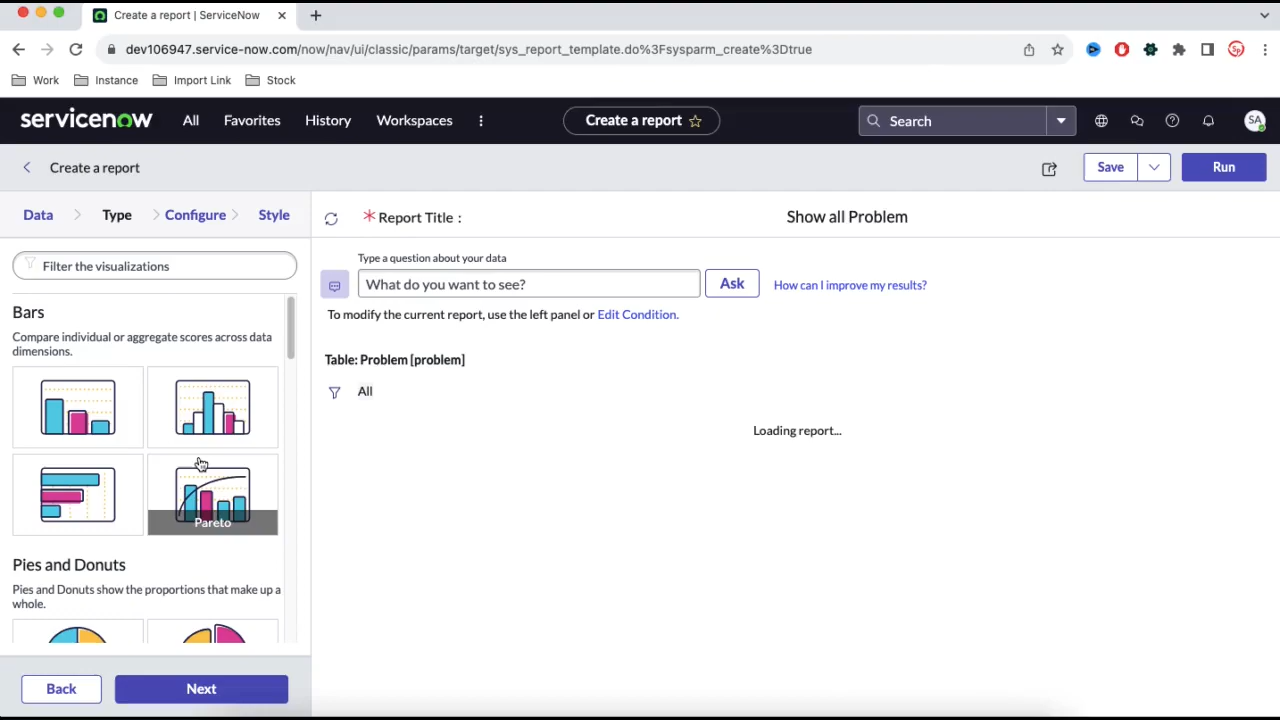 Create a report | ServiceNow
dev106947.service-now.com/now/nav/ui/classic/params/target/sys_report_template.do%3Fsysparm_create%3Dtrue
Work Instance Import Link Stock
servicenow All Favorites History Workspaces Create a report Search SA
Create a report Save Run
Data Type Configure Style
Report Title : Show all Problem
Filter the visualizations
Type a question about your data
What do you want to see? Ask How can I improve my results?
To modify the current report, use the left panel or Edit Condition.
Bars
Compare individual or aggregate scores across data
dimensions.
Table: Problem [problem]
All
Loading report...
Pareto
Pies and Donuts
Pies and Donuts show the proportions that make up a
whole.
Back Next